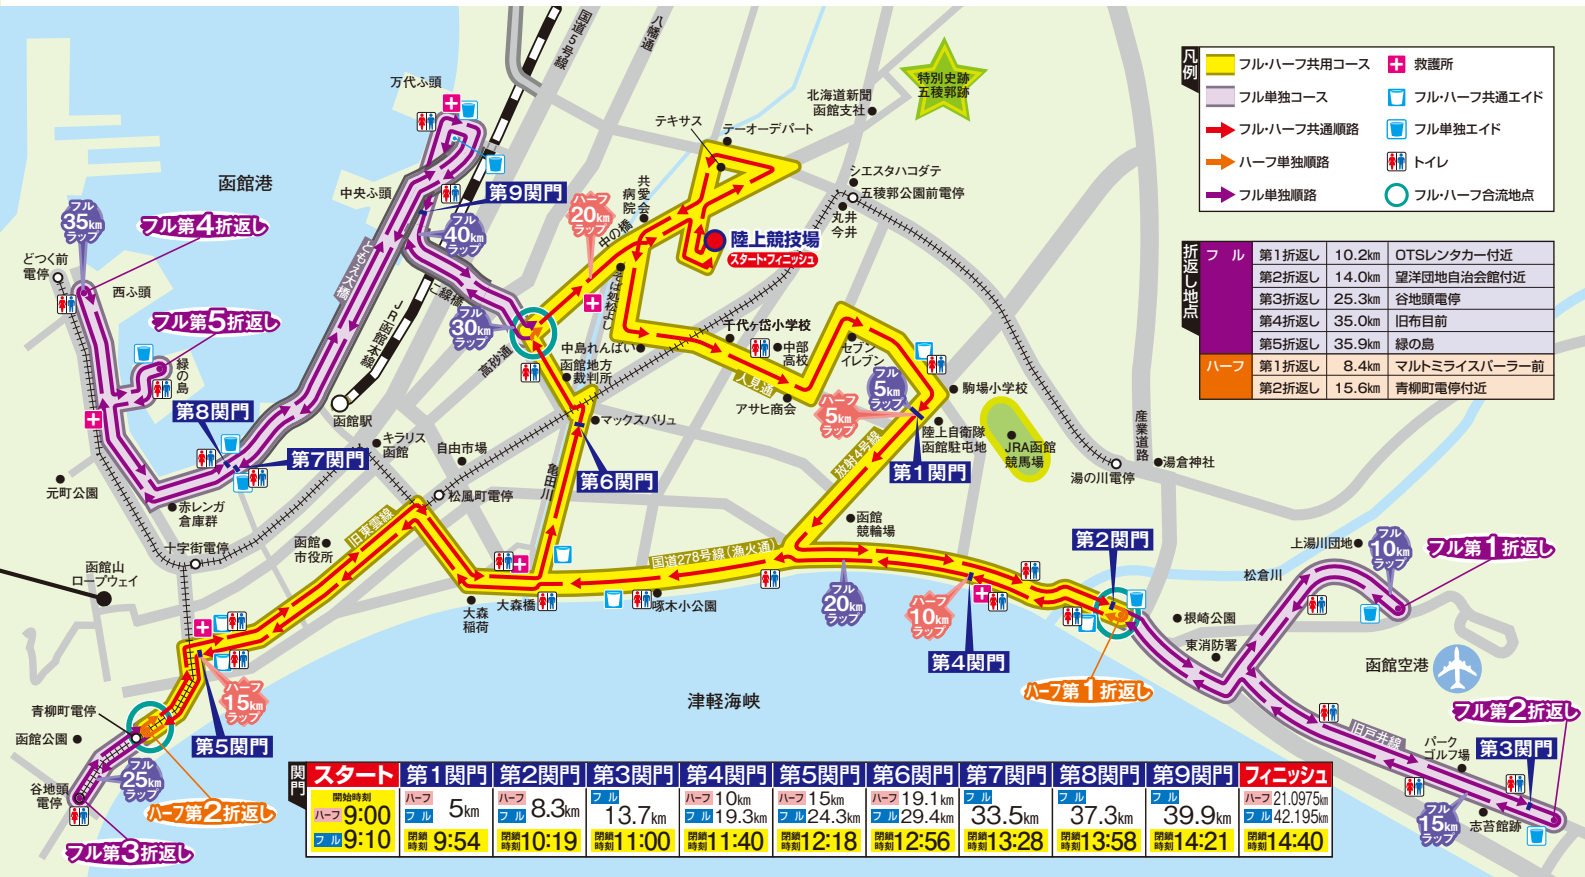 凡例
フル・ハーフ共用コース
フル単独コース
フル・ハーフ共通順路
ハーフ単独順路
フル単独順路
救護所
フル・ハーフ共通エイド
フル単独エイド
トイレ
フル・ハーフ合流地点
折返し地点
フル
第1折返し 10.2km OTSレンタカー付近
第2折返し 14.0km 望洋団地自治会館付近
第3折返し 25.3km 谷地頭電停
第4折返し 35.0km 旧布目前
第5折返し 35.9km 緑の島
ハーフ
第1折返し 8.4km マルトミライスパーラー前
第2折返し 15.6km 青柳町電停付近
国道5号線
八幡通
万代ふ頭
特別史跡
五稜郭跡
北海道新聞
函館支社
テキサス
テーオーデパート
函館港
中央ふ頭
第9関門
共愛会
病院
シエスタハコダテ
五稜郭公園前電停
丸井
今井
フル
35km
ラップ
フル第4折返し
フル
40km
ラップ
ハーフ
20km
ラップ
中の橋
陸上競技場
スタート・フィニッシュ
どつく前
電停
西ふ頭
ともえ大橋
JR函館本線
こ線橋
そば処松よし
フル第5折返し
フル
30km
ラップ
高砂通
中島れんばい
千代ヶ岱小学校
中部
高校
セブン
イレブン
函館地方
裁判所
緑の島
人見通
アサヒ商会
フル
5km
ラップ
ハーフ
5km
ラップ
駒場小学校
第8関門
函館駅
マックスバリュ
陸上自衛隊
函館駐屯地
JRA函館
競馬場
産業道路
キラリス
函館
自由市場
第7関門
亀田川
第6関門
放射4号線
第1関門
湯の川電停
湯倉神社
元町公園
赤レンガ
倉庫群
松風町電停
函館
市役所
旧東雲線
函館
競輪場
十字街電停
国道278号線(漁火通)
第2関門
上湯川団地
フル
10km
ラップ
フル第1折返し
函館山
ロープウェイ
松倉川
大森
稲荷
大森橋
啄木小公園
フル
20km
ラップ
ハーフ
10km
ラップ
根崎公園
東消防署
第4関門
函館空港
ハーフ第1折返し
ハーフ
15km
ラップ
津軽海峡
青柳町電停
函館公園
第5関門
フル第2折返し
旧戸井線
パーク
ゴルフ場
第3関門
谷地頭
電停
フル
25km
ラップ
ハーフ第2折返し
フル第3折返し
フル
15km
ラップ
志苔館跡
関門
スタート 第1関門 第2関門 第3関門 第4関門 第5関門 第6関門 第7関門 第8関門 第9関門 フィニッシュ
開始時刻
ハーフ 9:00
フル 9:10
ハーフ フル 5km
閉鎖時刻 9:54
ハーフ フル 8.3km
閉鎖時刻 10:19
フル 13.7km
閉鎖時刻 11:00
ハーフ 10km
フル 19.3km
閉鎖時刻 11:40
ハーフ 15km
フル 24.3km
閉鎖時刻 12:18
ハーフ 19.1km
フル 29.4km
閉鎖時刻 12:56
フル 33.5km
閉鎖時刻 13:28
フル 37.3km
閉鎖時刻 13:58
フル 39.9km
閉鎖時刻 14:21
ハーフ 21.0975km
フル 42.195km
閉鎖時刻 14:40